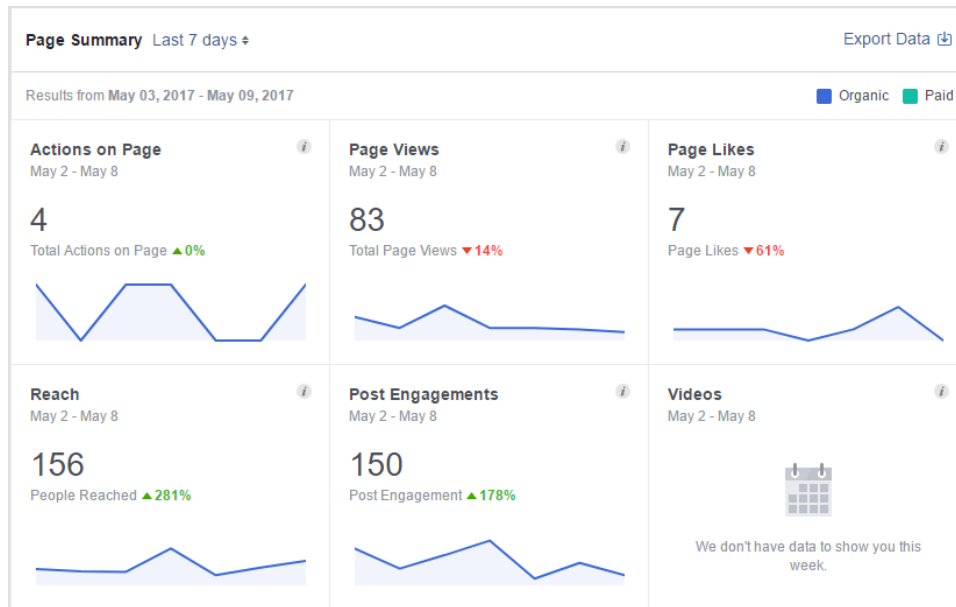 Page Summary Last 7 days
Export Data
Results from May 03, 2017 - May 09, 2017
Organic Paid
Actions on Page
May 2 - May 8
4
Total Actions on Page ▲0%
Page Views
May 2 - May 8
83
Total Page Views ▼14%
Page Likes
May 2 - May 8
7
Page Likes ▼61%
Reach
May 2 - May 8
156
People Reached ▲281%
Post Engagements
May 2 - May 8
150
Post Engagement ▲178%
Videos
May 2 - May 8
We don't have data to show you this
week.